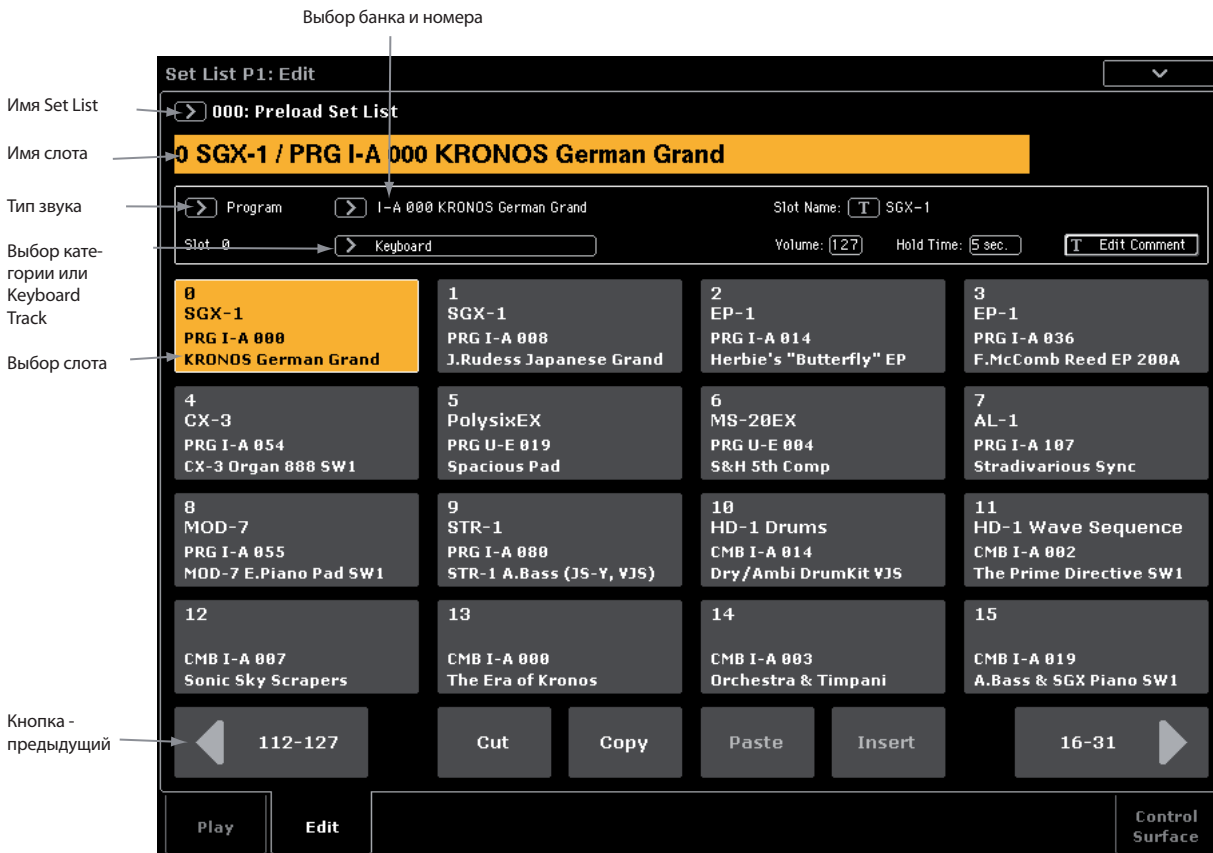 Выбор банка и номера
Set List P1: Edit
Имя Set List
000: Preload Set List
Имя слота
0 SGX-1 / PRG I-A 000 KRONOS German Grand
Тип звука
Program
I-A 000 KRONOS German Grand
Slot Name: T SGX-1
Выбор кате-
гории или
Keyboard
Track
Slot 0
Keyboard
Volume: 127
Hold Time: 5 sec.
T Edit Comment
Выбор слота
0
SGX-1
PRG I-A 000
KRONOS German Grand
1
SGX-1
PRG I-A 008
J.Rudess Japanese Grand
2
EP-1
PRG I-A 014
Herbie's "Butterfly" EP
3
EP-1
PRG I-A 036
F.McComb Reed EP 200A
4
CX-3
PRG I-A 054
CX-3 Organ 888 SW1
5
PolysixEX
PRG U-E 019
Spacious Pad
6
MS-20EX
PRG U-E 004
S&H 5th Comp
7
AL-1
PRG I-A 107
Stradivarious Sync
8
MOD-7
PRG I-A 055
MOD-7 E.Piano Pad SW1
9
STR-1
PRG I-A 080
STR-1 A.Bass (JS-Y, VJS)
10
HD-1 Drums
CMB I-A 014
Dry/Ambi DrumKit VJS
11
HD-1 Wave Sequence
CMB I-A 002
The Prime Directive SW1
12
CMB I-A 007
Sonic Sky Scrapers
13
CMB I-A 000
The Era of Kronos
14
CMB I-A 003
Orchestra & Timpani
15
CMB I-A 019
A.Bass & SGX Piano SW1
Кнопка -
предыдущий
112-127
Cut
Copy
Paste
Insert
16-31
Play
Edit
Control
Surface